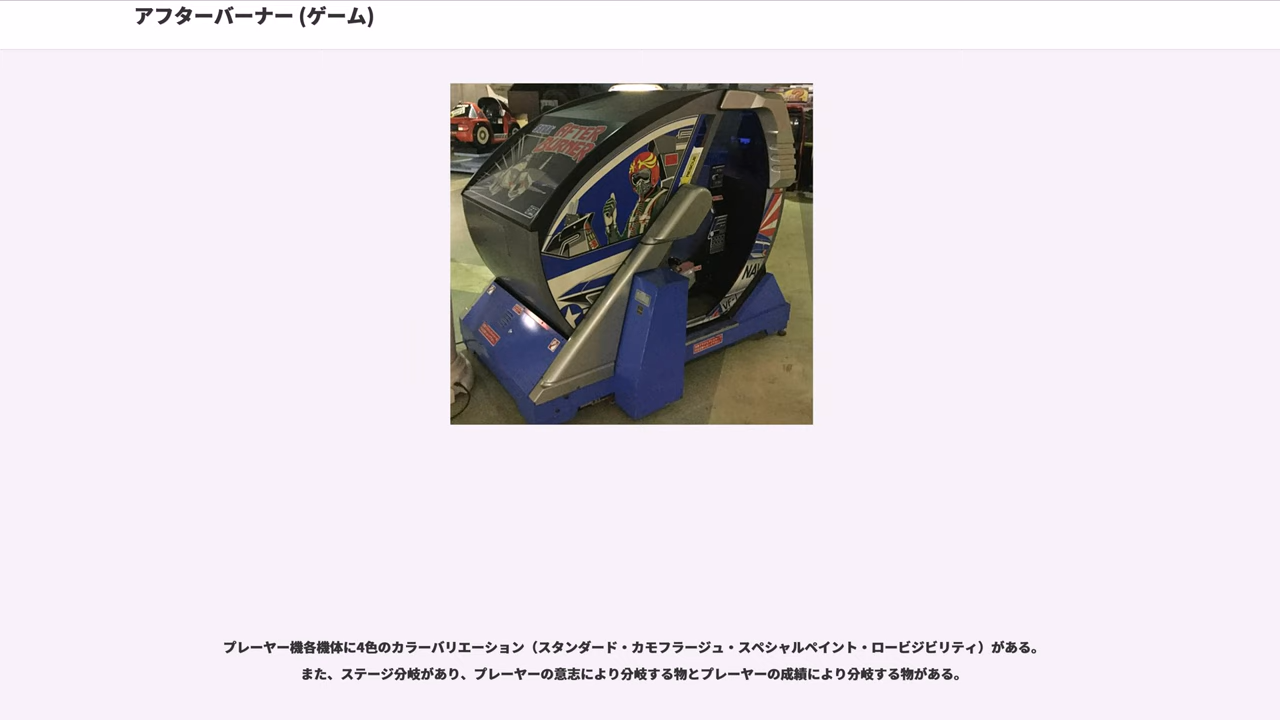 アフターバーナー (ゲーム)
AFTER
BURNER
NAV
プレーヤー機各機体に4色のカラーバリエーション（スタンダード・カモフラージュ・スペシャルペイント・ロービジビリティ）がある。
また、ステージ分岐があり、プレーヤーの意志により分岐する物とプレーヤーの成績により分岐する物がある。